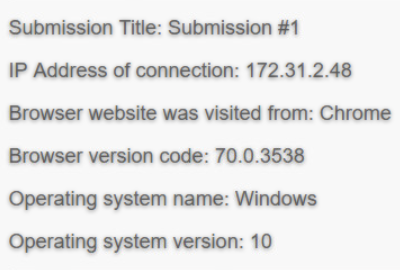 Submission Title: Submission #1
IP Address of connection: 172.31.2.48
Browser website was visited from: Chrome
Browser version code: 70.0.3538
Operating system name: Windows
Operating system version: 10